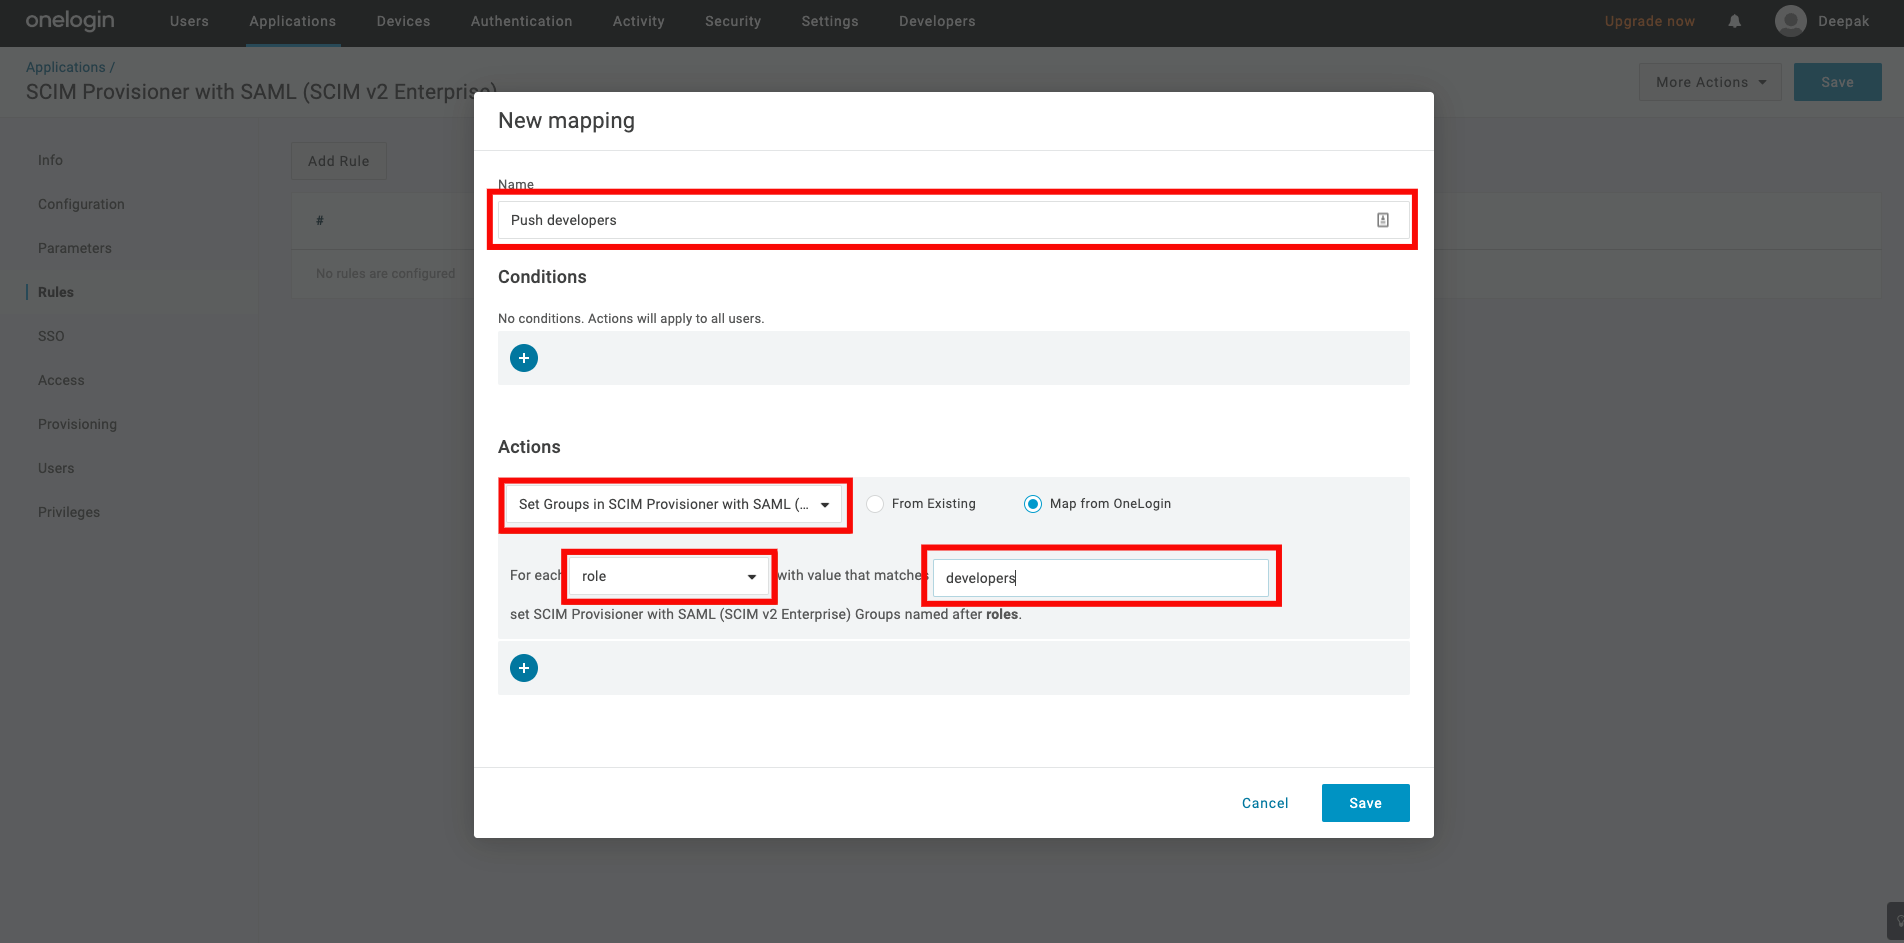 onelogin Users Applications Devices Authentication Activity Security Settings Developers Upgrade now Deepak
Applications /
SCIM Provisioner with SAML (SCIM v2 Enterprise)
More Actions Save
Info
Configuration
Parameters
Rules
SSO
Access
Provisioning
Users
Privileges
Add Rule
#
No rules are configured
New mapping
Name
Push developers
Conditions
No conditions. Actions will apply to all users.
+
Actions
Set Groups in SCIM Provisioner with SAML (... From Existing Map from OneLogin
For each role with value that matches developers
set SCIM Provisioner with SAML (SCIM v2 Enterprise) Groups named after roles.
+
Cancel Save